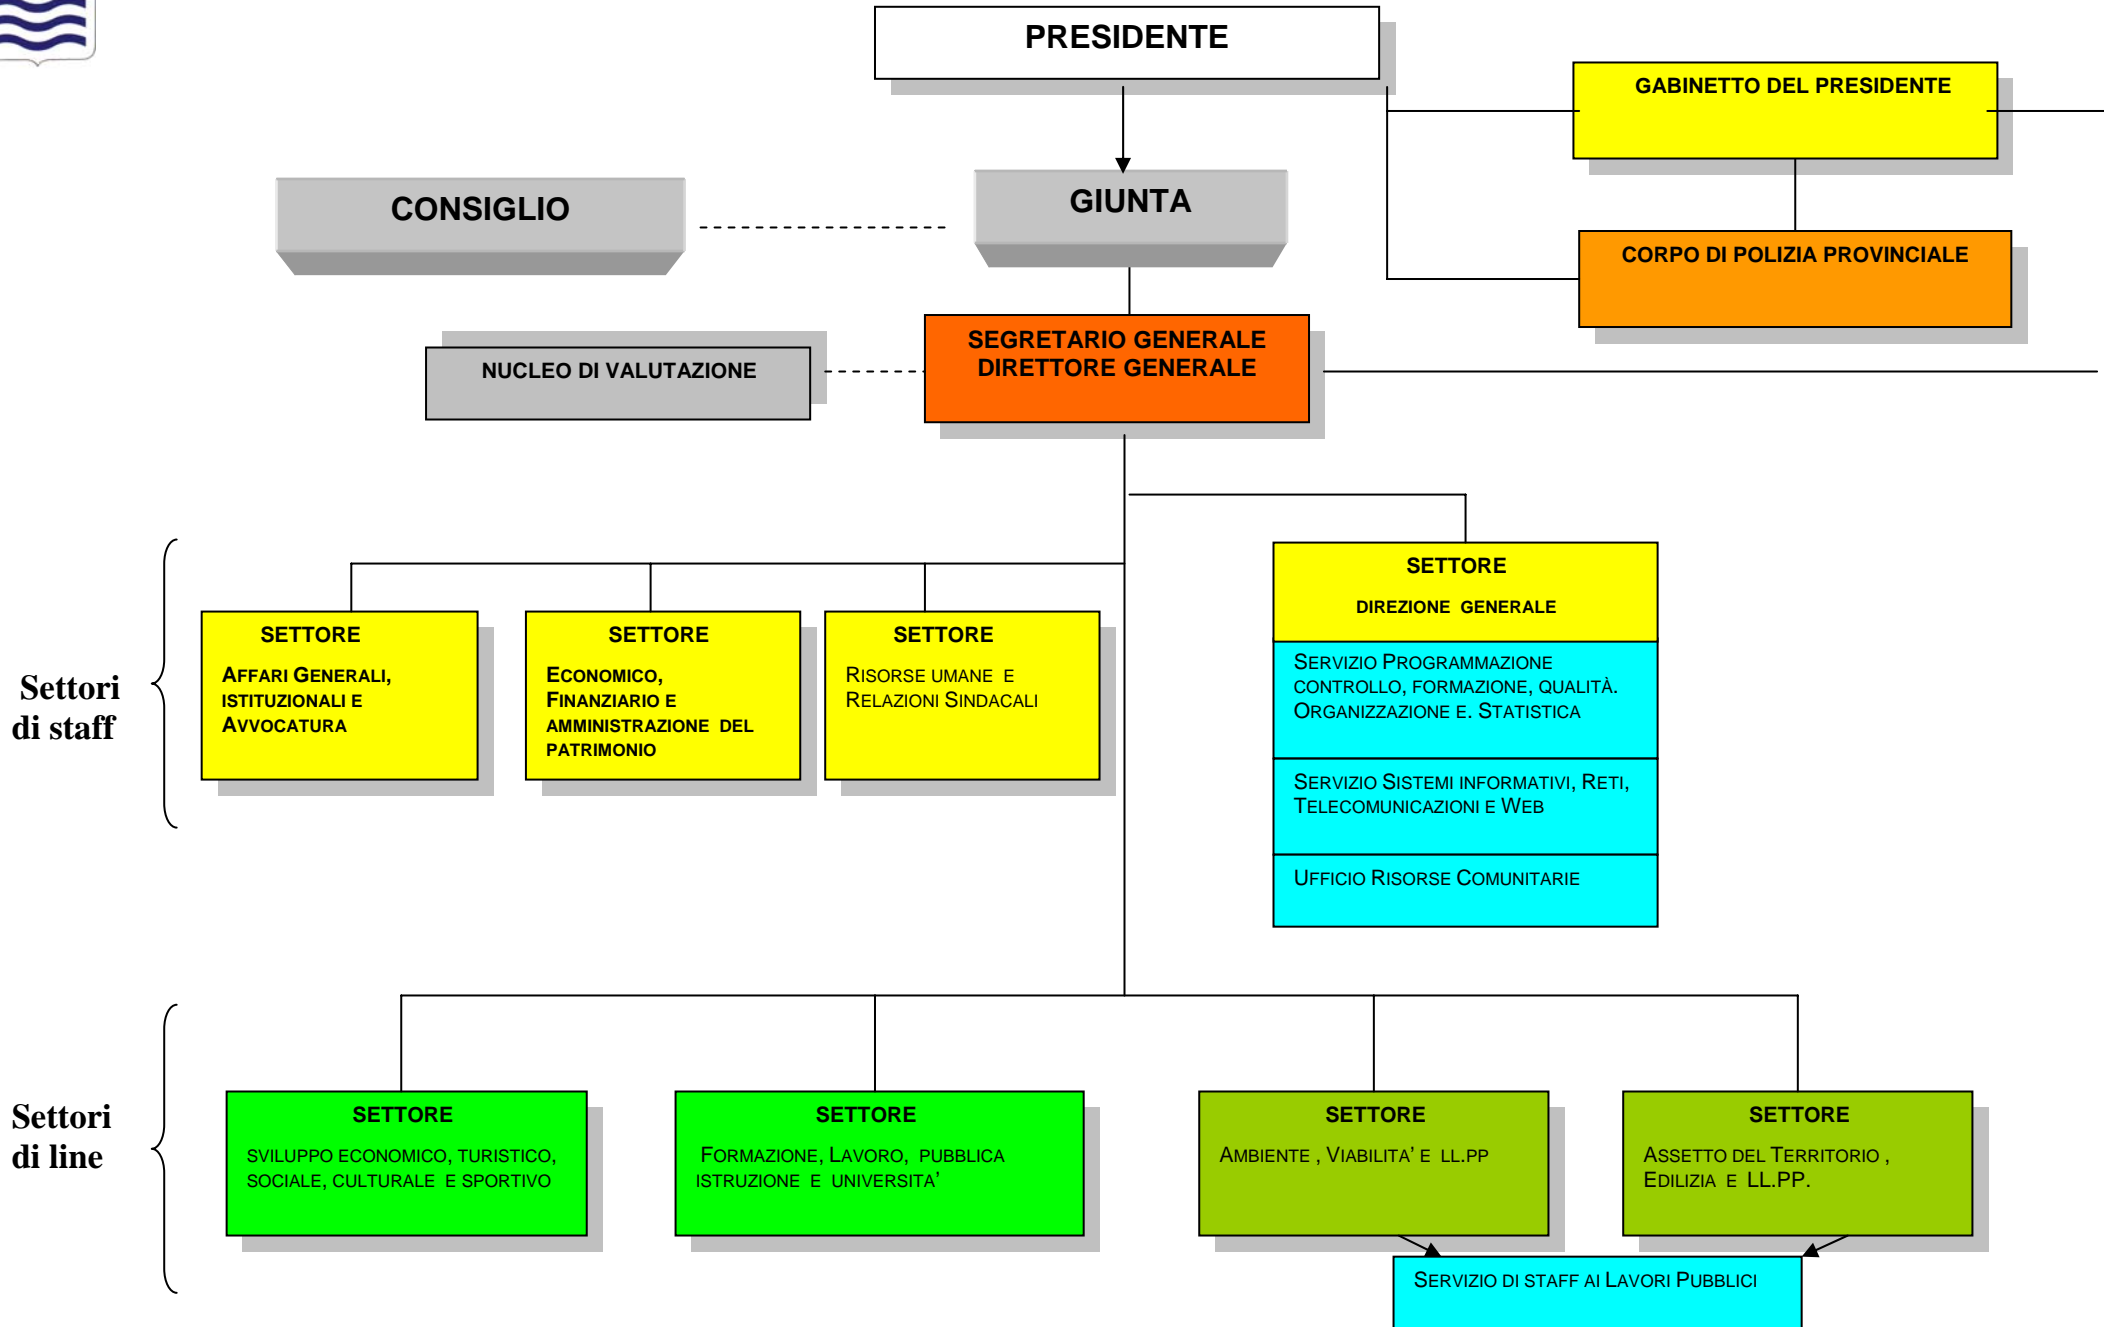 PRESIDENTE
GABINETTO DEL PRESIDENTE
CONSIGLIO
GIUNTA
CORPO DI POLIZIA PROVINCIALE
NUCLEO DI VALUTAZIONE
SEGRETARIO GENERALE
DIRETTORE GENERALE
Settori
di staff
SETTORE
AFFARI GENERALI,
ISTITUZIONALI E
AVVOCATURA
SETTORE
ECONOMICO,
FINANZIARIO E
AMMINISTRAZIONE DEL
PATRIMONIO
SETTORE
RISORSE UMANE E
RELAZIONI SINDACALI
SETTORE
DIREZIONE GENERALE
SERVIZIO PROGRAMMAZIONE
CONTROLLO, FORMAZIONE, QUALITÀ.
ORGANIZZAZIONE E. STATISTICA
SERVIZIO SISTEMI INFORMATIVI, RETI,
TELECOMUNICAZIONI E WEB
UFFICIO RISORSE COMUNITARIE
Settori
di line
SETTORE
SVILUPPO ECONOMICO, TURISTICO,
SOCIALE, CULTURALE E SPORTIVO
SETTORE
FORMAZIONE, LAVORO, PUBBLICA
ISTRUZIONE E UNIVERSITA'
SETTORE
AMBIENTE , VIABILITA' E LL.PP
SETTORE
ASSETTO DEL TERRITORIO ,
EDILIZIA E LL.PP.
SERVIZIO DI STAFF AI LAVORI PUBBLICI